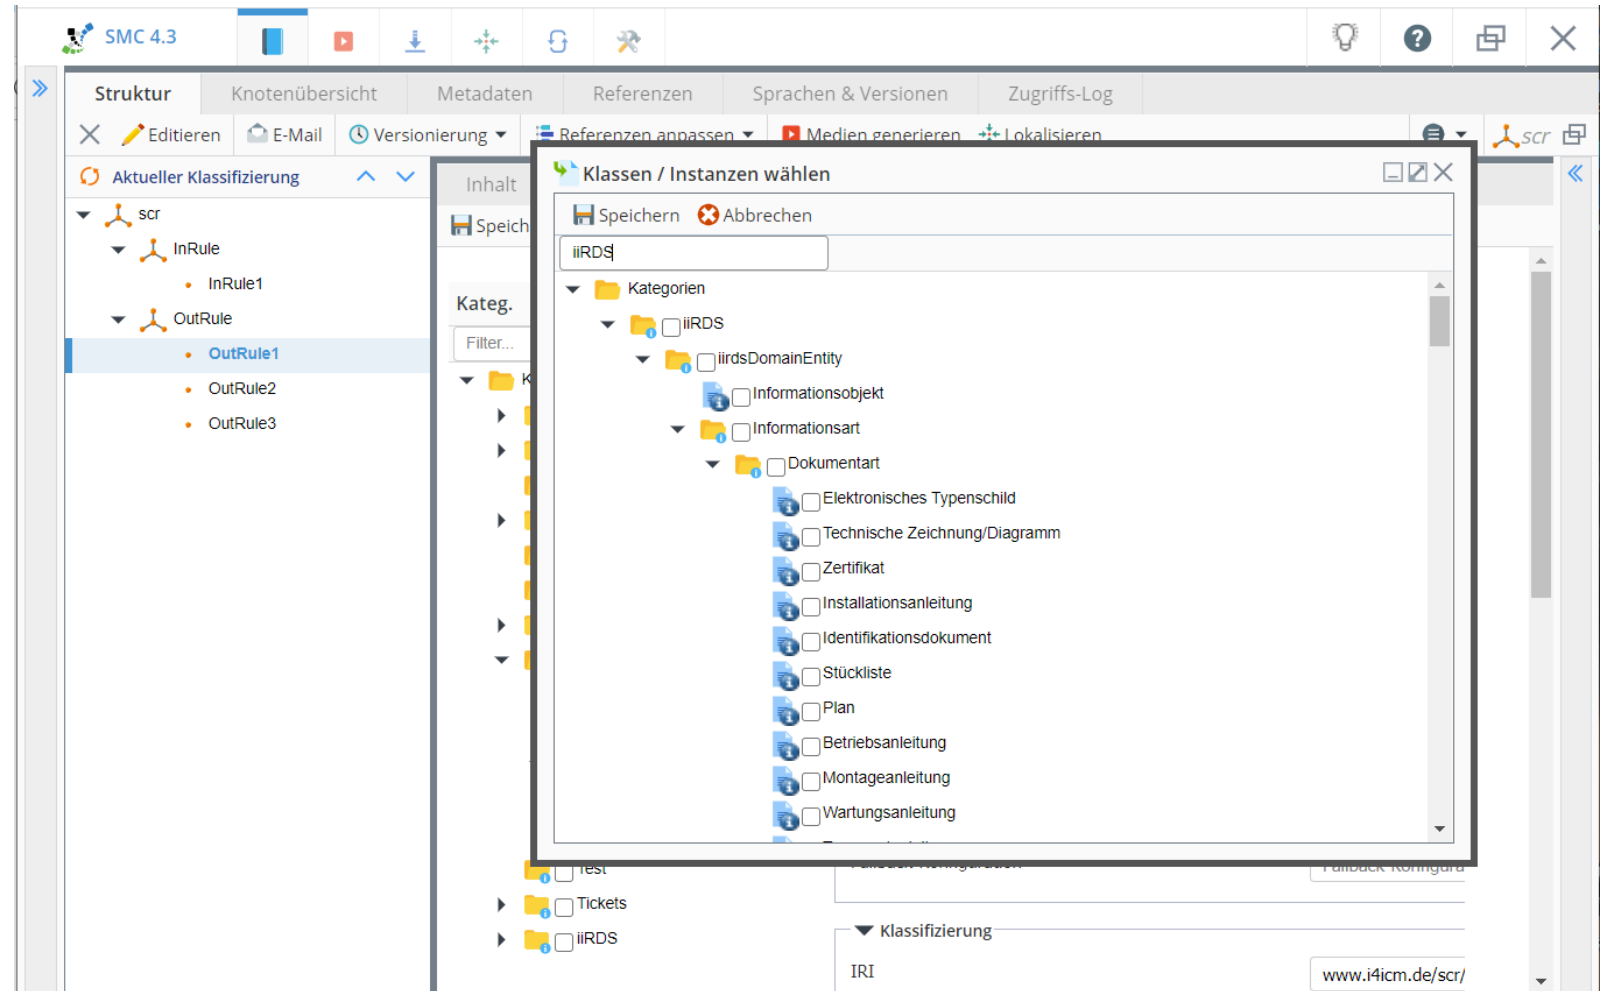 SMC 4.3
Struktur Knotenübersicht Metadaten Referenzen Sprachen & Versionen Zugriffs-Log
Editieren E-Mail Versionierung Referenzen anpassen Medien generieren Lokalisieren scr
Aktueller Klassifizierung
scr
InRule
InRule1
OutRule
OutRule1
OutRule2
OutRule3
Inhalt
Speich
Kateg.
Filter...
K
Klassen / Instanzen wählen
Speichern Abbrechen
iiRDS
Kategorien
iiRDS
iirdsDomainEntity
Informationsobjekt
Informationsart
Dokumentart
Elektronisches Typenschild
Technische Zeichnung/Diagramm
Zertifikat
Installationsanleitung
Identifikationsdokument
Stückliste
Plan
Betriebsanleitung
Montageanleitung
Wartungsanleitung
Test
Tickets
iiRDS
Klassifizierung
IRI www.i4icm.de/scr/